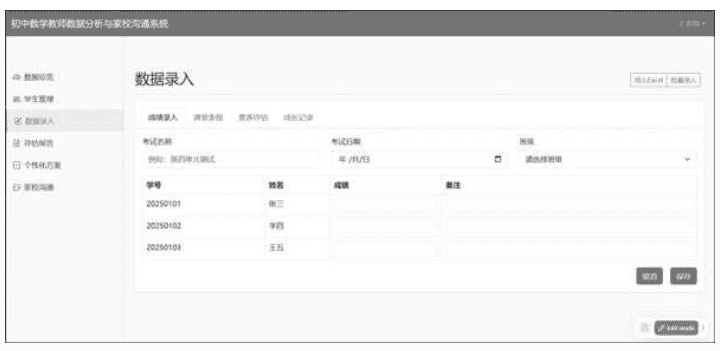 初中数学教师数据分析与家校沟通系统
数据总览
学生管理
数据录入
评估报告
个性化方案
家校沟通
数据录入
导入Excel 批量录入
成绩录入 课堂表现 素养评估 成长记录
考试名称 考试日期 班级
例如：第四单元测试 年 /月/日 请选择班级
学号 姓名 成绩 备注
20250101 张三
20250102 李四
20250103 王五
取消 保存
Edit mode